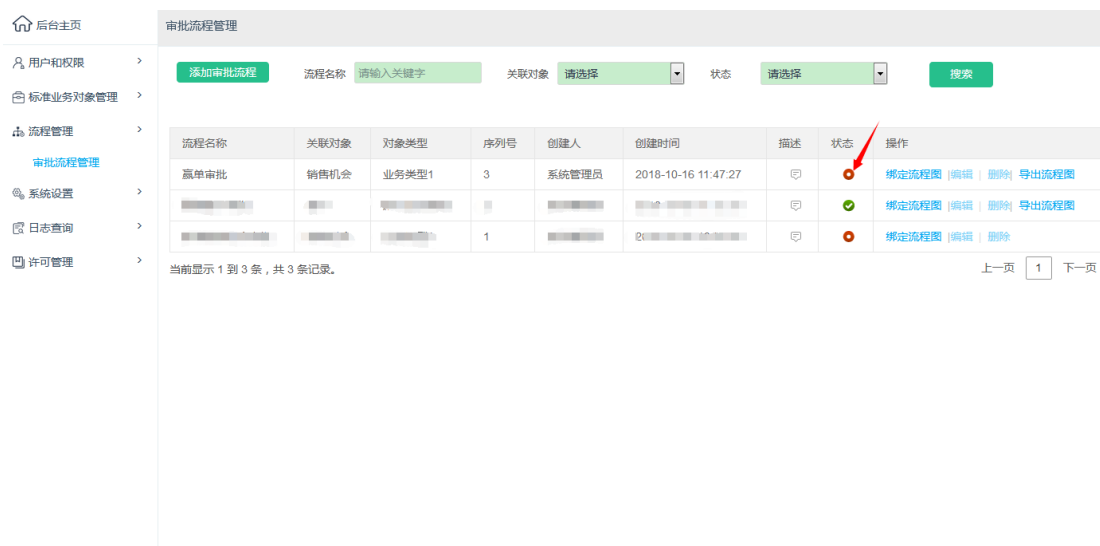 后台主页
审批流程管理
用户和权限
标准业务对象管理
流程管理
审批流程管理
系统设置
日志查询
许可管理
添加审批流程 流程名称 请输入关键字 关联对象 请选择 状态 请选择 搜索
流程名称 关联对象 对象类型 序列号 创建人 创建时间 描述 状态 操作
赢单审批 销售机会 业务类型1 3 系统管理员 2018-10-16 11:47:27 绑定流程图 |编辑 | 删除| 导出流程图
绑定流程图 |编辑 | 删除| 导出流程图
1 绑定流程图 |编辑 | 删除
当前显示 1 到 3 条，共 3 条记录。
上一页 1 下一页